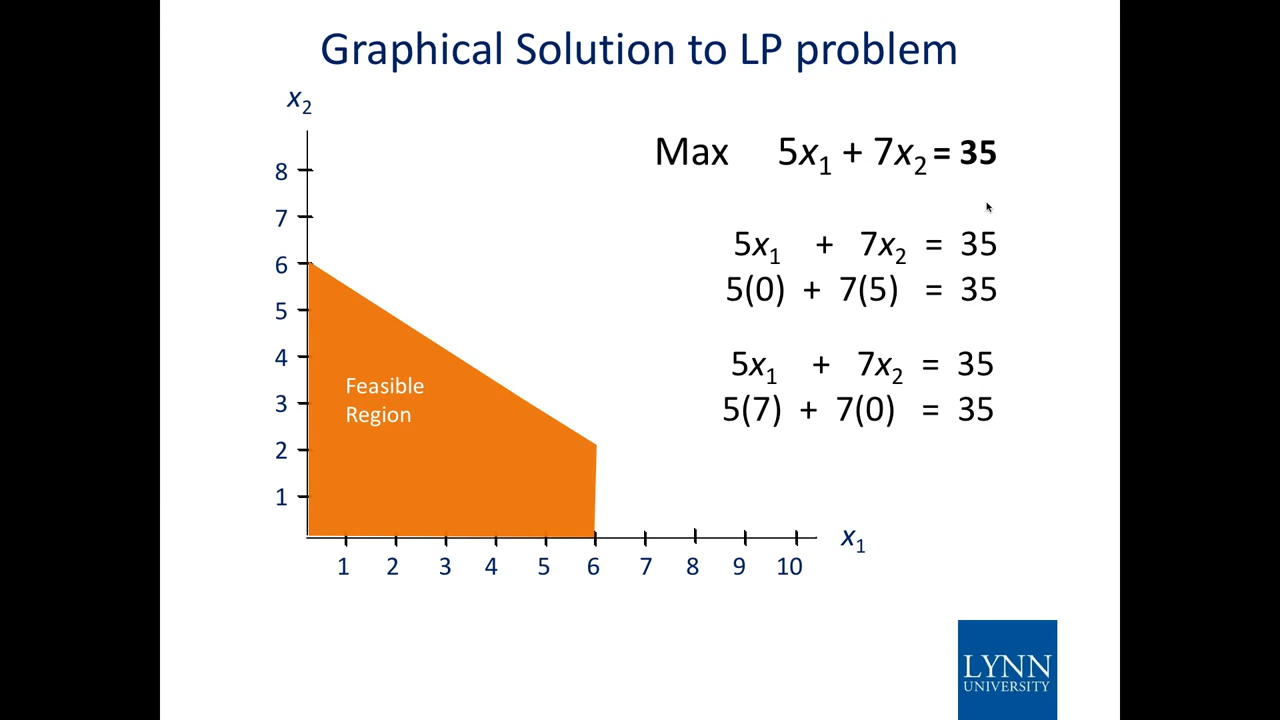 Graphical Solution to LP problem
x₂
Max 5x₁ + 7x₂ = 35
8
7
6
5
4
3
2
1
5x₁ + 7x₂ = 35
5(0) + 7(5) = 35
5x₁ + 7x₂ = 35
5(7) + 7(0) = 35
Feasible
Region
x₁
1 2 3 4 5 6 7 8 9 10
LYNN
UNIVERSITY